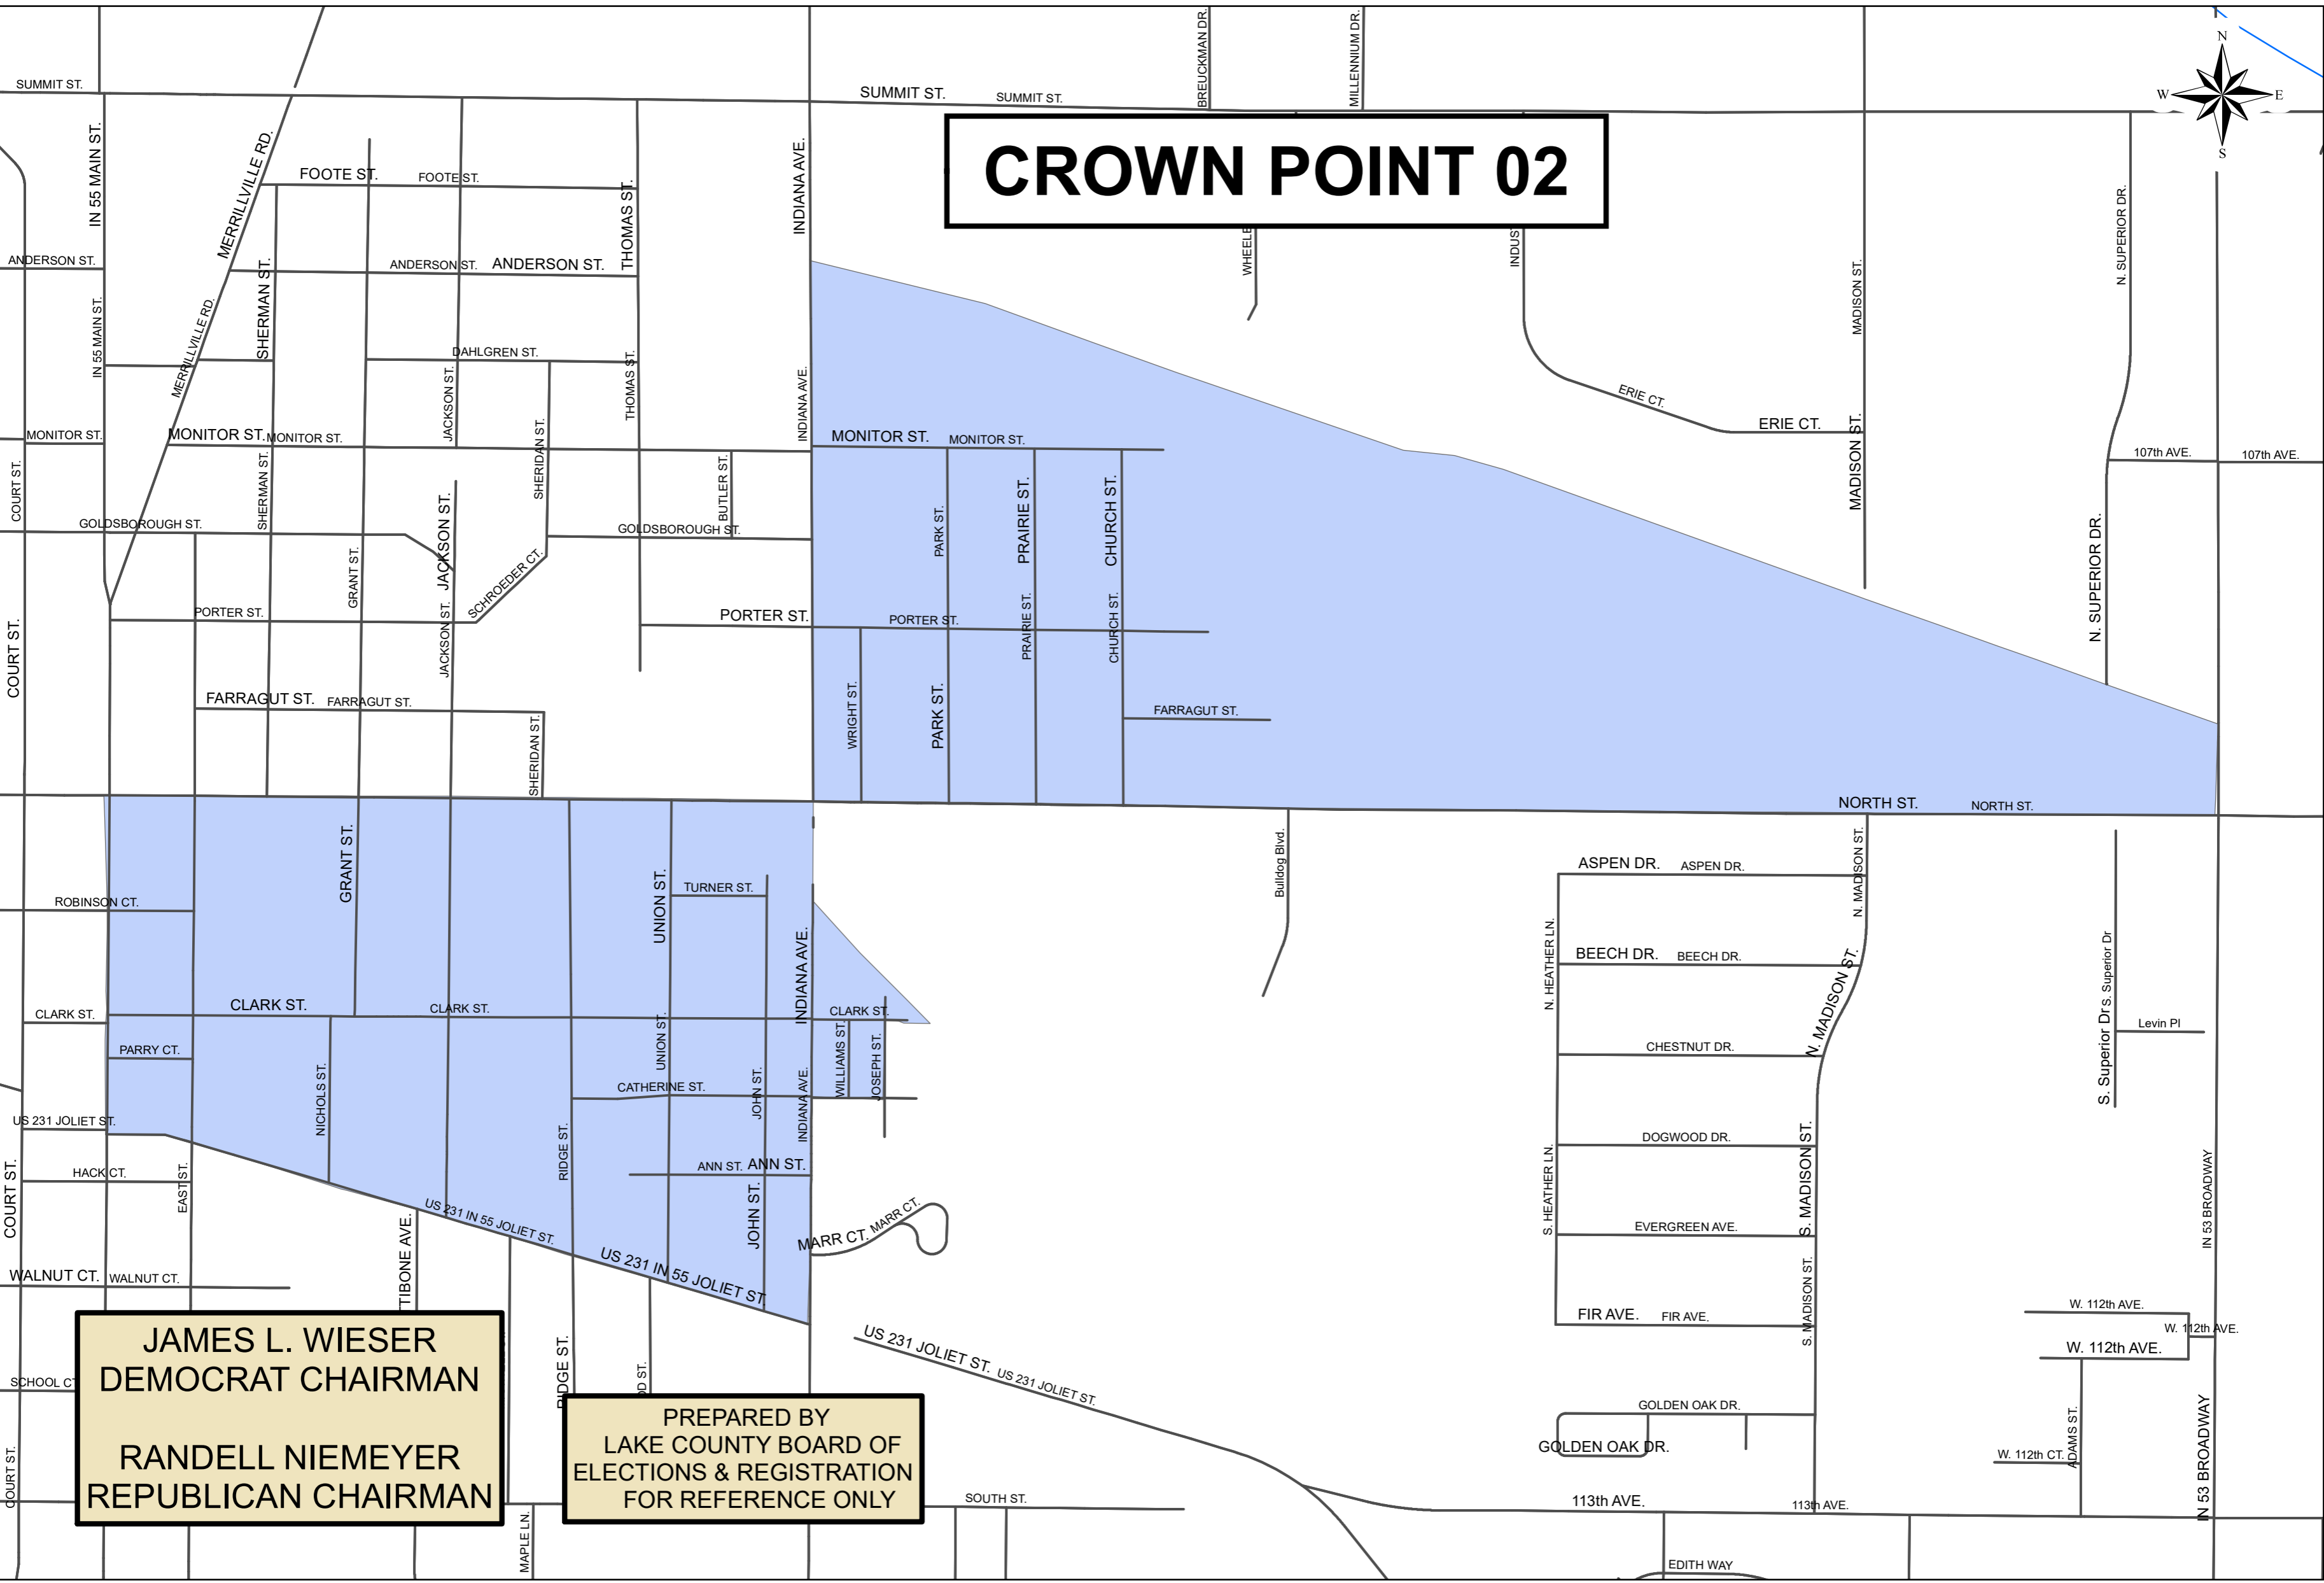 BREUCKMAN DR.
MILLENNIUM DR.
N
W
E
S
SUMMIT ST.
SUMMIT ST.
SUMMIT ST.
CROWN POINT 02
IN 55 MAIN ST.
MERRILLVILLE RD.
INDIANA AVE.
FOOTE ST.
FOOTE ST.
THOMAS ST.
N. SUPERIOR DR.
ANDERSON ST.
ANDERSON ST.
ANDERSON ST.
SHERMAN ST.
MADISON ST.
IN 55 MAIN ST.
MERRILLVILLE RD.
DAHLGREN ST.
JACKSON ST.
THOMAS ST.
INDIANA AVE.
ERIE CT.
ERIE CT.
MONITOR ST.
MONITOR ST.
MONITOR ST.
MONITOR ST.
MONITOR ST.
MADISON ST.
107th AVE.
107th AVE.
COURT ST.
SHERMAN ST.
SHERIDAN ST.
BUTLER ST.
JACKSON ST.
PARK ST.
PRAIRIE ST.
CHURCH ST.
GOLDSBOROUGH ST.
GOLDSBOROUGH ST.
GRANT ST.
SCHROEDER CT.
N. SUPERIOR DR.
PORTER ST.
JACKSON ST.
PORTER ST.
PORTER ST.
PRAIRIE ST.
CHURCH ST.
COURT ST.
FARRAGUT ST.
FARRAGUT ST.
WRIGHT ST.
PARK ST.
FARRAGUT ST.
SHERIDAN ST.
NORTH ST.
NORTH ST.
GRANT ST.
UNION ST.
TURNER ST.
Bulldog Blvd.
ASPEN DR.
ASPEN DR.
N. MADISON ST.
ROBINSON CT.
INDIANA AVE.
N. HEATHER LN.
BEECH DR.
BEECH DR.
N. MADISON ST.
S. Superior Dr
S. Superior Dr
CLARK ST.
CLARK ST.
CLARK ST.
CLARK ST.
Levin Pl
PARRY CT.
NICHOLS ST.
UNION ST.
WILLIAMS ST.
JOSEPH ST.
CHESTNUT DR.
CATHERINE ST.
JOHN ST.
INDIANA AVE.
US 231 JOLIET ST.
RIDGE ST.
DOGWOOD DR.
S. MADISON ST.
HACK CT.
EAST ST.
ANN ST.
ANN ST.
COURT ST.
US 231 IN 55 JOLIET ST.
JOHN ST.
MARR CT.
MARR CT.
S. HEATHER LN.
EVERGREEN AVE.
IN 53 BROADWAY
WALNUT CT.
WALNUT CT.
US 231 IN 55 JOLIET ST.
S. MADISON ST.
FIR AVE.
FIR AVE.
W. 112th AVE.
W. 112th AVE.
W. 112th AVE.
JAMES L. WIESER
DEMOCRAT CHAIRMAN
RANDELL NIEMEYER
REPUBLICAN CHAIRMAN
RIDGE ST.
US 231 JOLIET ST.
US 231 JOLIET ST.
PREPARED BY
LAKE COUNTY BOARD OF
ELECTIONS & REGISTRATION
FOR REFERENCE ONLY
GOLDEN OAK DR.
GOLDEN OAK DR.
ADAMS ST.
W. 112th CT.
IN 53 BROADWAY
COURT ST.
SOUTH ST.
113th AVE.
113th AVE.
MAPLE LN.
EDITH WAY